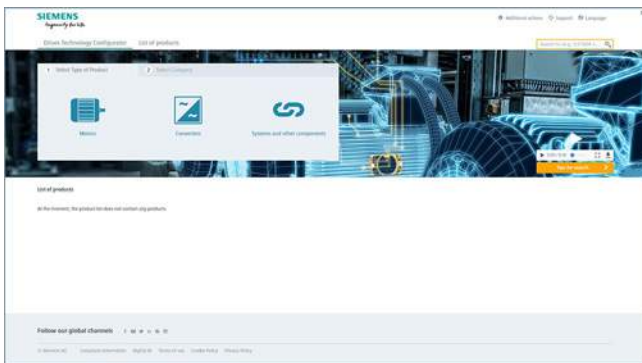 SIEMENS
Ingenuity for life
Additional actions Support Language
Drive Technology Configurator List of products
1 Select Type of Product 2 Select Category
Motors Converters Systems and other components
List of products
At the moment, the product list does not contain any products.
Follow our global channels
© Siemens AG Corporate Information Digital ID Terms of use Cookie Policy Privacy Policy